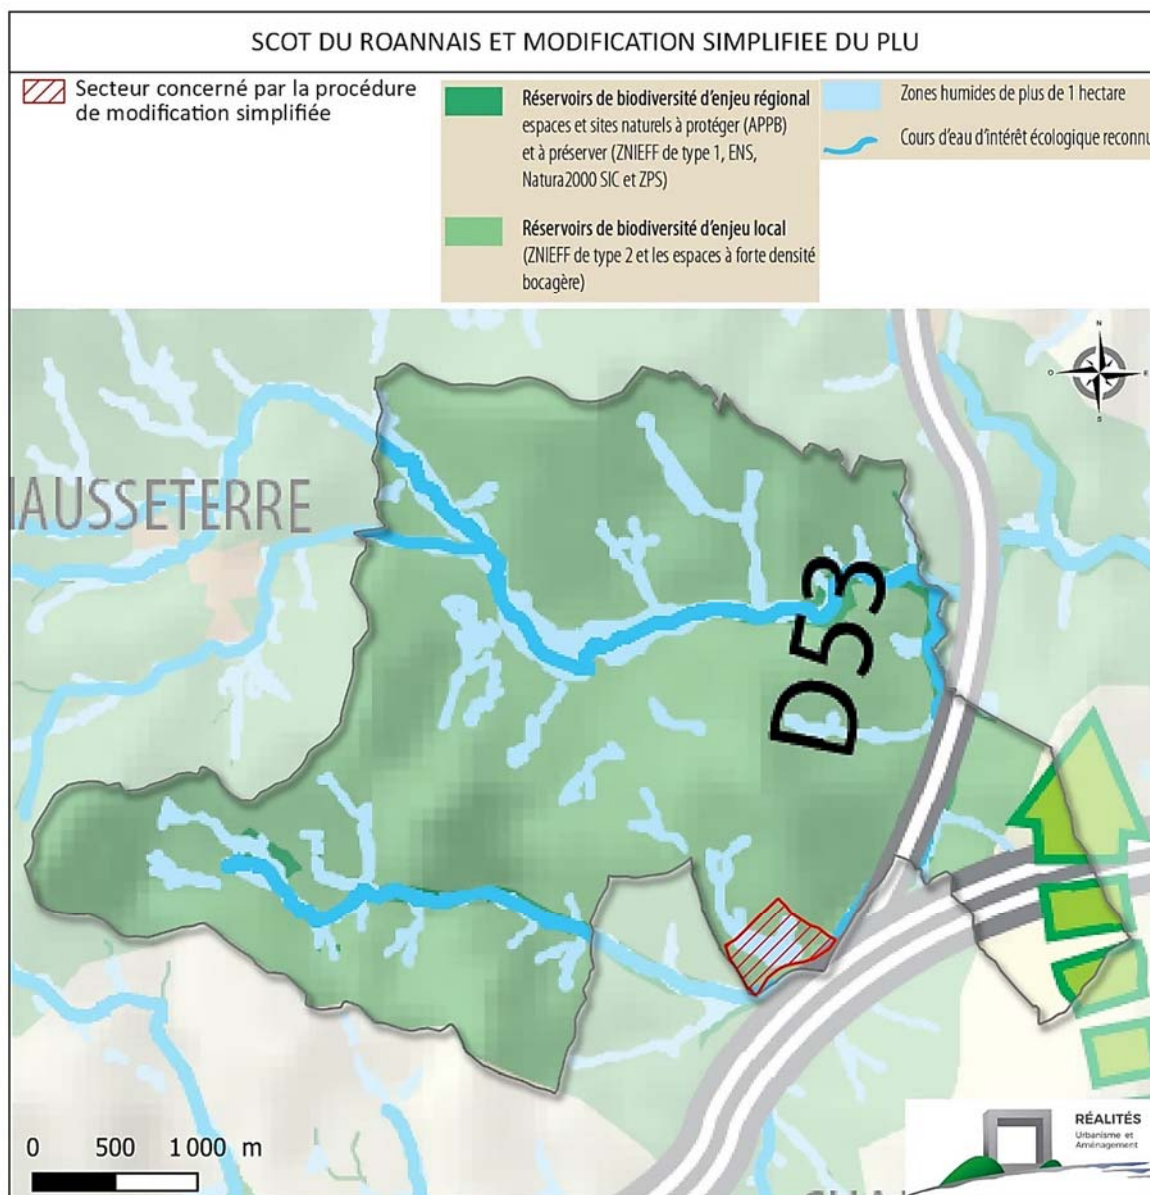 SCOT DU ROANNAIS ET MODIFICATION SIMPLIFIEE DU PLU
Secteur concerné par la procédure
de modification simplifiée
Réservoirs de biodiversité d'enjeu régional
espaces et sites naturels à protéger (APPB)
et à préserver (ZNIEFF de type 1, ENS,
Natura2000 SIC et ZPS)
Réservoirs de biodiversité d'enjeu local
(ZNIEFF de type 2 et les espaces à forte densité
bocagère)
Zones humides de plus de 1 hectare
Cours d'eau d'intérêt écologique reconnu
N
O
E
S
AUSSETERRE
D53
0 500 1 000 m
RÉALITÉS
Urbanisme et
Aménagement